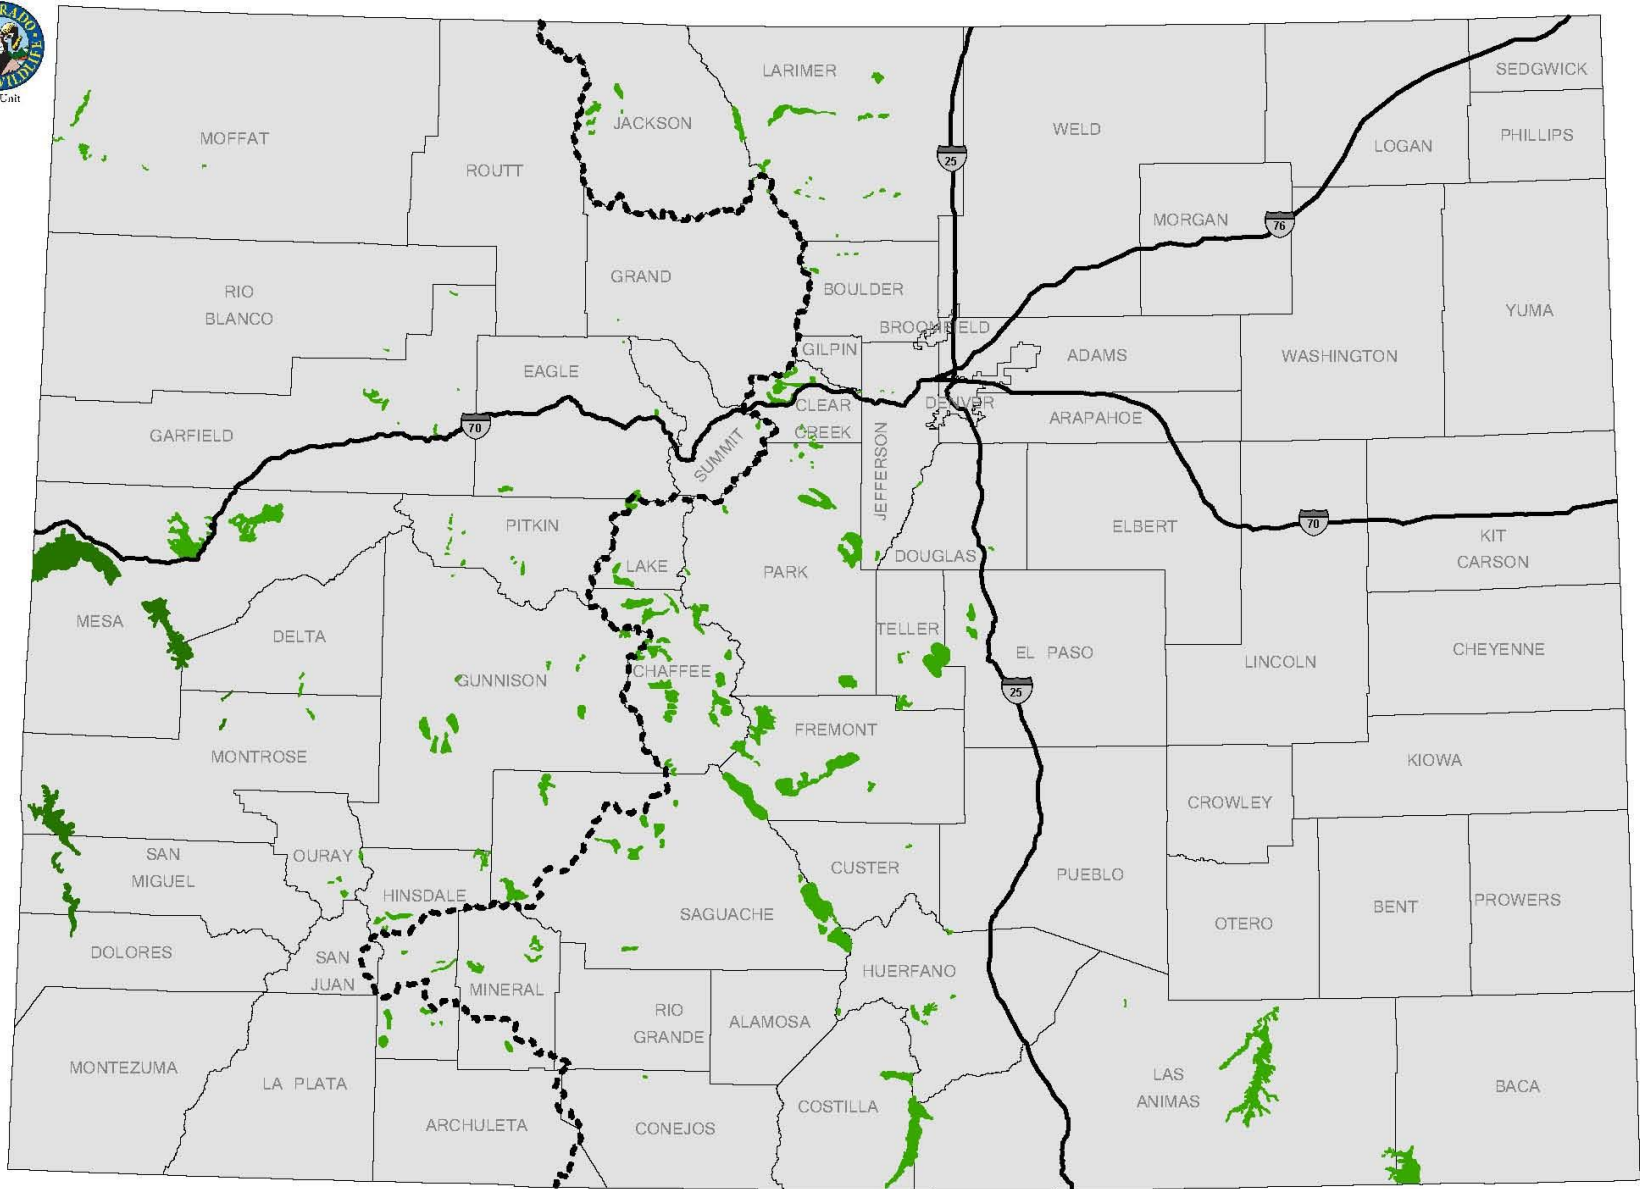 RADO
WILDLIFE
Unit
LARIMER
SEDGWICK
JACKSON
MOFFAT
WELD
PHILLIPS
LOGAN
25
ROUTT
MORGAN
76
GRAND
RIO
BLANCO
BOULDER
YUMA
BROOMFIELD
GILPIN
ADAMS
WASHINGTON
EAGLE
CLEAR
CREEK
DENVER
ARAPAHOE
70
GARFIELD
SUMMIT
JEFFERSON
PITKIN
ELBERT
70
KIT
CARSON
DOUGLAS
LAKE
PARK
MESA
DELTA
TELLER
EL PASO
CHEYENNE
LINCOLN
CHAFFEE
GUNNISON
25
FREMONT
MONTROSE
KIOWA
CROWLEY
SAN
MIGUEL
OURAY
CUSTER
PUEBLO
HINSDALE
PROWERS
BENT
SAGUACHE
OTERO
DOLORES
SAN
JUAN
HUERFANO
MINERAL
RIO
GRANDE
ALAMOSA
MONTEZUMA
LA PLATA
LAS
ANIMAS
BACA
COSTILLA
ARCHULETA
CONEJOS